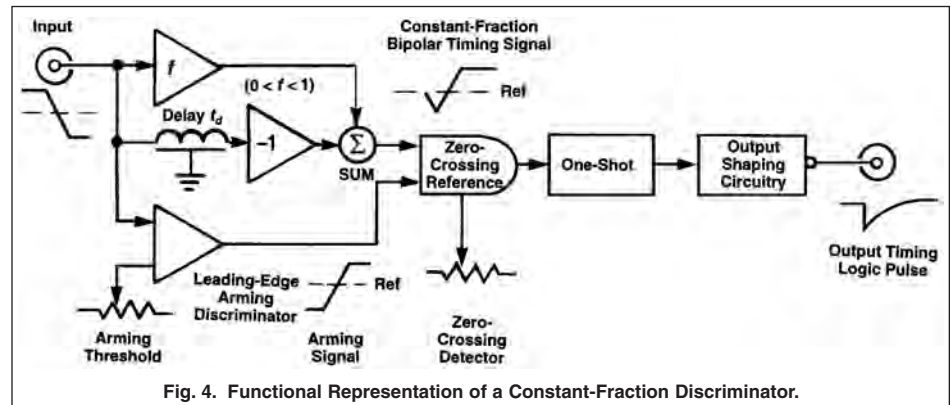 Input
f
(0 < f < 1)
Constant-Fraction
Bipolar Timing Signal
Ref
Delay td
–1
Σ
SUM
Zero-
Crossing
Reference
One-Shot
Output
Shaping
Circuitry
Leading-Edge
Arming
Discriminator
Ref
Arming
Threshold
Arming
Signal
Zero-
Crossing
Detector
Output Timing
Logic Pulse
Fig. 4. Functional Representation of a Constant-Fraction Discriminator.